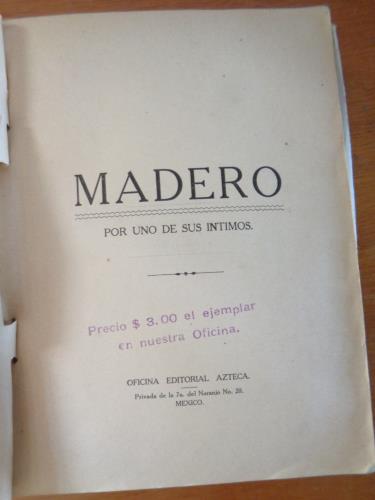 MADERO
POR UNO DE SUS INTIMOS.
Precio $ 3.00 el ejemplar
en nuestra Oficina.
OFICINA EDITORIAL AZTECA.
Privada de la 7a. del Naranjo No. 20.
MEXICO.